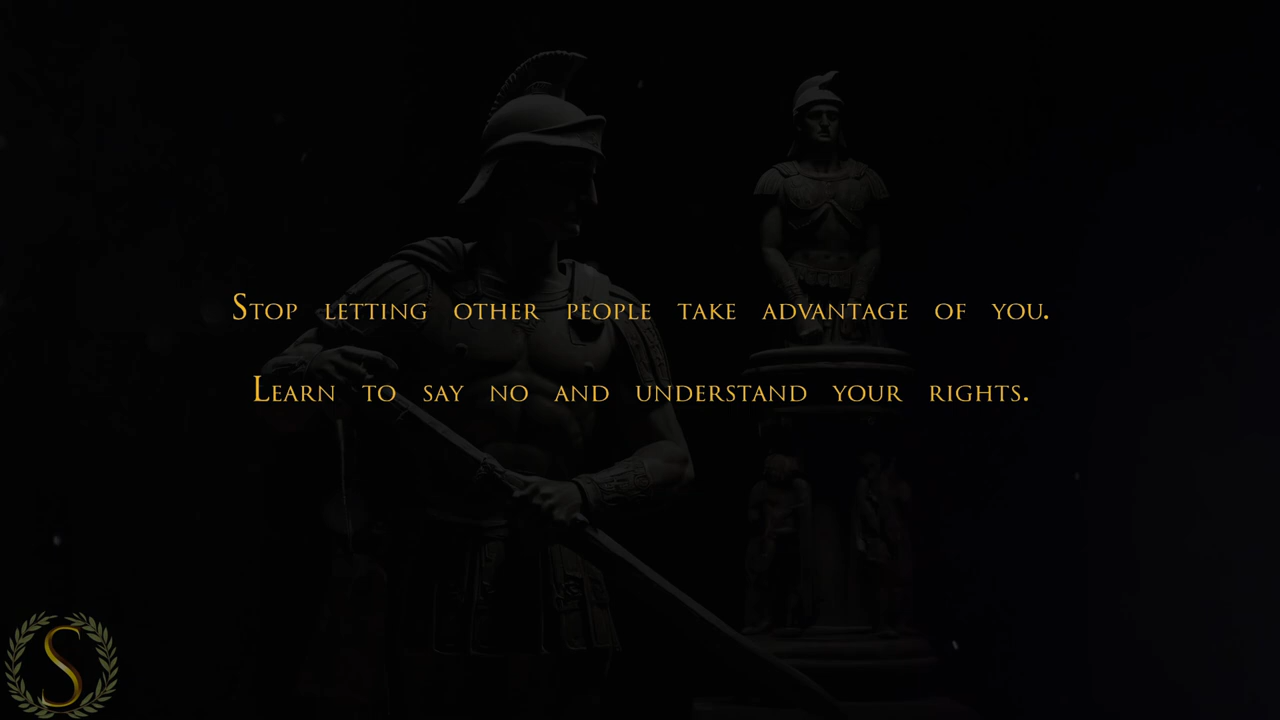 Stop letting other people take advantage of you.
Learn to say no and understand your rights.
S